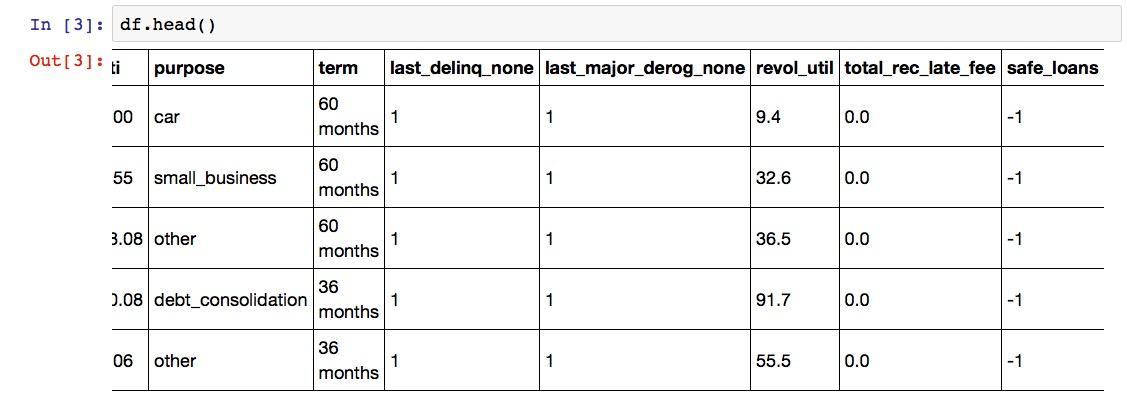 In [3]: df.head()
Out[3]:
ti purpose term last_delinq_none last_major_derog_none revol_util total_rec_late_fee safe_loans
00 car 60 months 1 1 9.4 0.0 -1
55 small_business 60 months 1 1 32.6 0.0 -1
3.08 other 60 months 1 1 36.5 0.0 -1
0.08 debt_consolidation 36 months 1 1 91.7 0.0 -1
06 other 36 months 1 1 55.5 0.0 -1